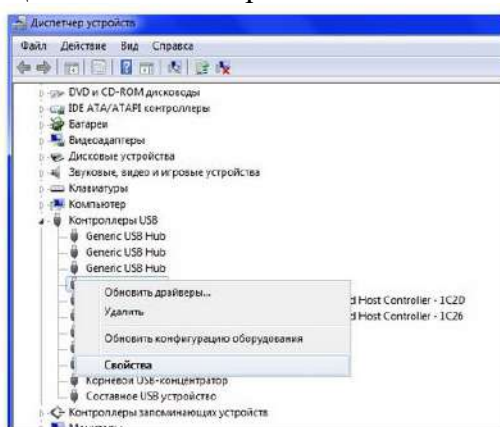 Диспетчер устройств
Файл Действие Вид Справка
DVD и CD-ROM дисководы
IDE ATA/ATAPI контроллеры
Батареи
Видеоадаптеры
Дисковые устройства
Звуковые, видео и игровые устройства
Клавиатуры
Компьютер
Контроллеры USB
Generic USB Hub
Generic USB Hub
Generic USB Hub
Обновить драйверы...
d Host Controller - 1C2D
Удалить
d Host Controller - 1C26
Обновить конфигурацию оборудования
Свойства
Корневой USB-концентратор
Составное USB устройство
Контроллеры запоминающих устройств